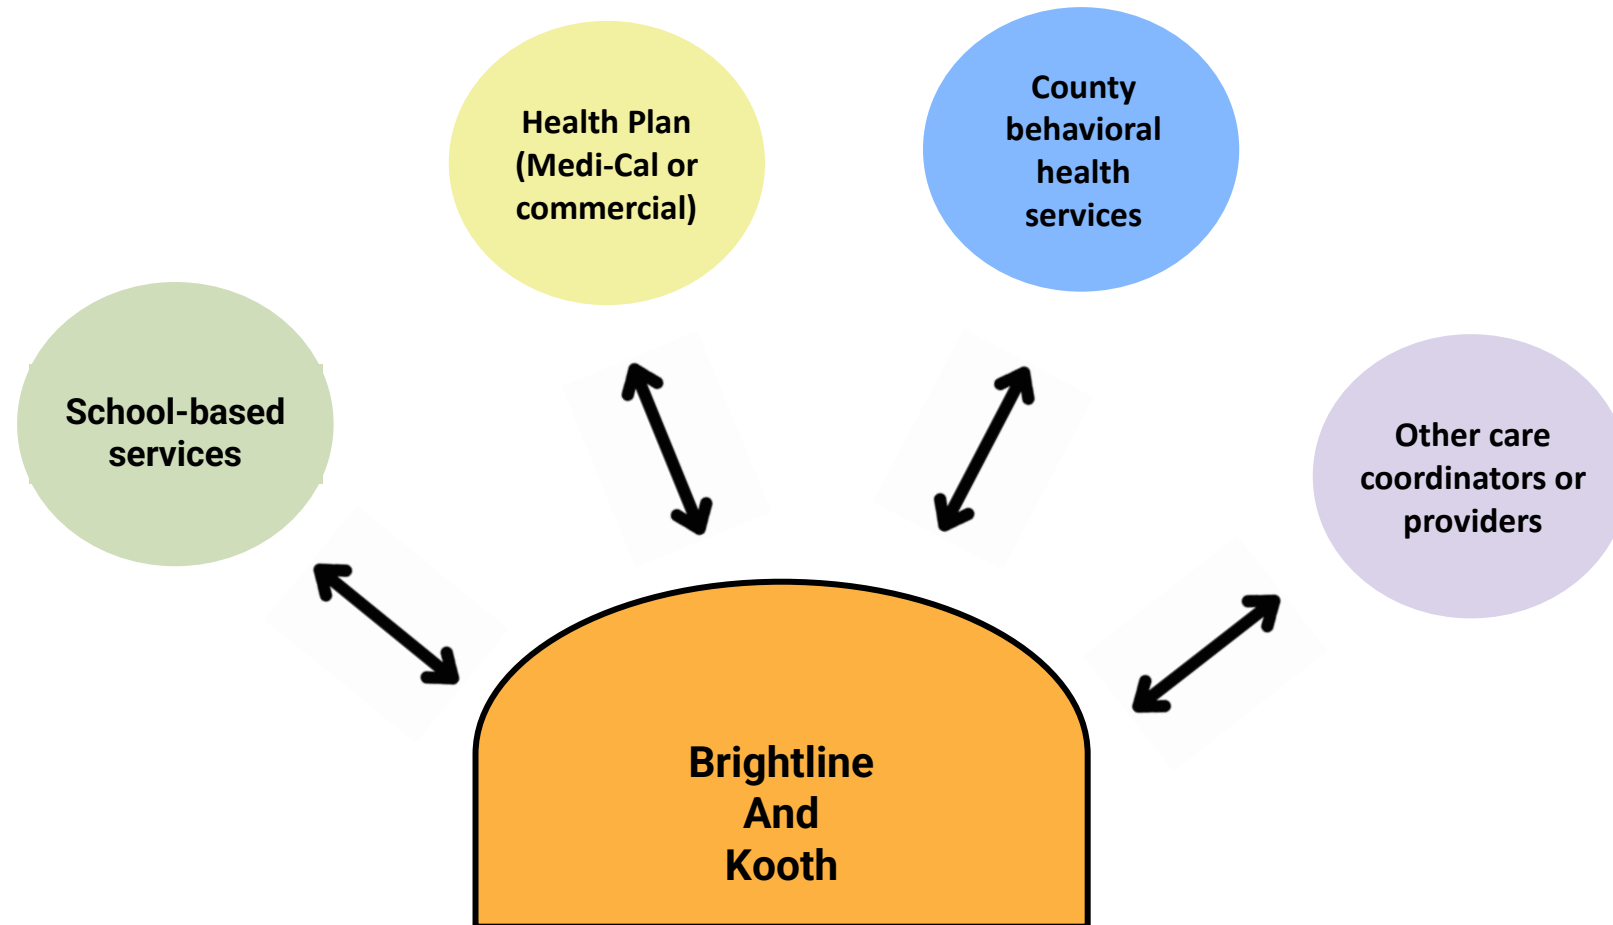 Health Plan
(Medi-Cal or
commercial)
County
behavioral
health
services
School-based
services
Other care
coordinators or
providers
Brightline
And
Kooth